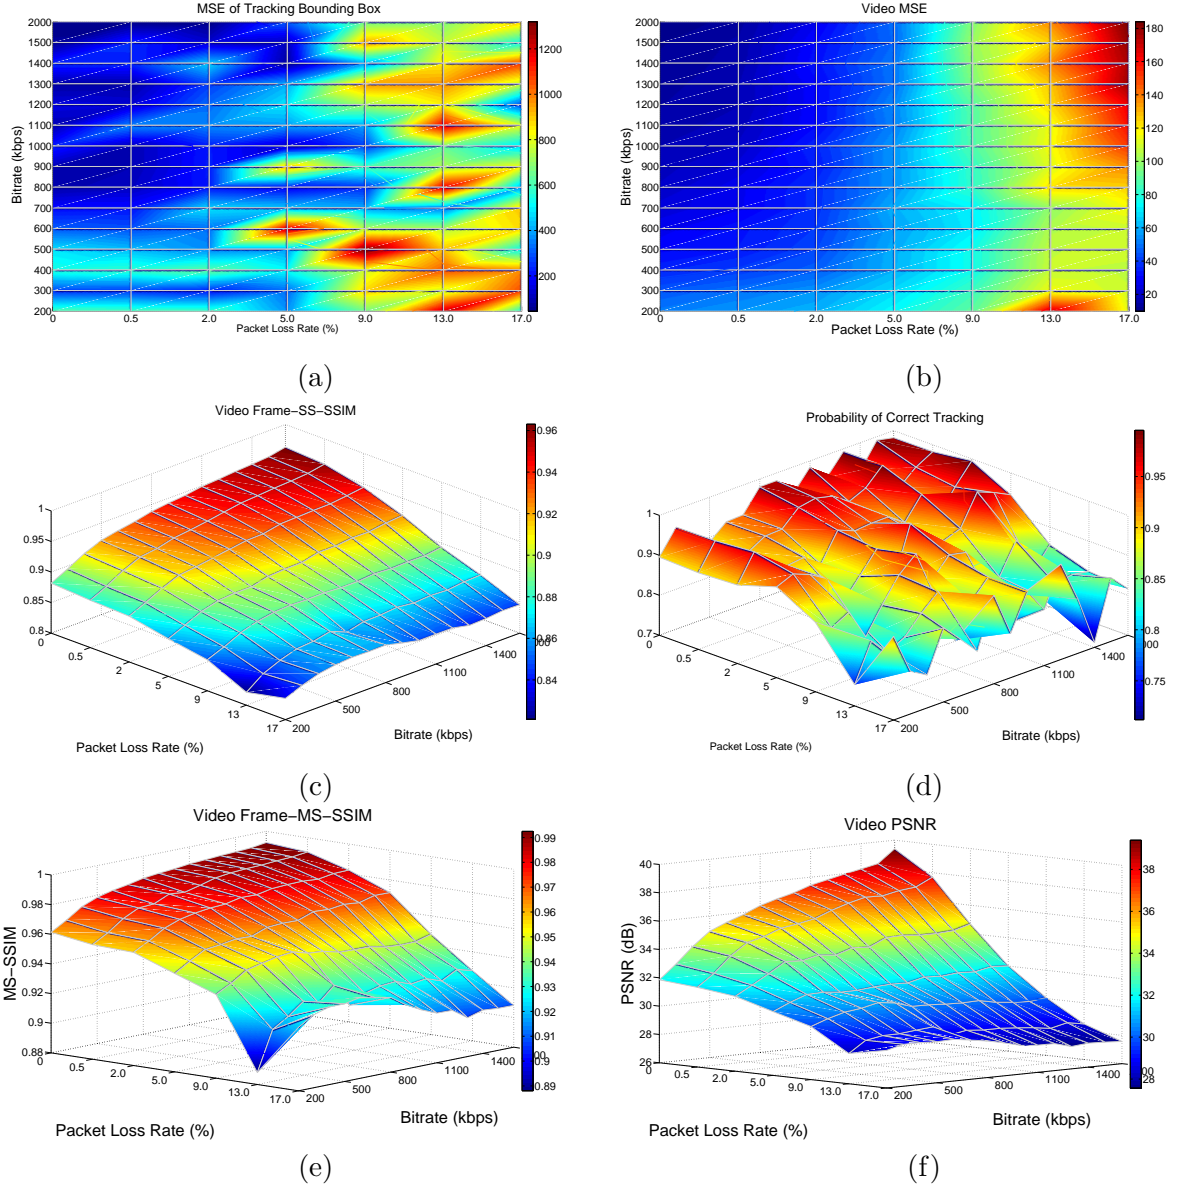 MSE of Tracking Bounding Box
2000
1500
1400
1300
1200
1100
1000
900
800
700
600
500
400
300
200
Bitrate (kbps)
0 0.5 2.0 5.0 9.0 13.0 17.0
Packet Loss Rate (%)
1200
1000
800
600
400
200
(a)
Video MSE
2000
1500
1400
1300
1200
1100
1000
900
800
700
600
500
400
300
200
Bitrate (kbps)
0 0.5 2.0 5.0 9.0 13.0 17.0
Packet Loss Rate (%)
180
160
140
120
100
80
60
40
20
(b)
Video Frame−SS−SSIM
1
0.95
0.9
0.85
0.8
0 0.5 2 5 9 13 17
Packet Loss Rate (%)
200 500 800 1100 1400 000
Bitrate (kbps)
0.96
0.94
0.92
0.9
0.88
0.86
0.84
(c)
Probability of Correct Tracking
1
0.9
0.8
0.7
0 0.5 2 5 9 13 17
Packet Loss Rate (%)
200 500 800 1100 1400 000
Bitrate (kbps)
0.95
0.9
0.85
0.8
0.75
(d)
Video Frame−MS−SSIM
MS−SSIM
1
0.98
0.96
0.94
0.92
0.9
0.88
0 0.5 2.0 5.0 9.0 13.0 17.0
Packet Loss Rate (%)
200 500 800 1100 1400 00
Bitrate (kbps)
0.99
0.98
0.97
0.96
0.95
0.94
0.93
0.92
0.91
0.9
0.89
(e)
Video PSNR
PSNR (dB)
40
38
36
34
32
30
28
26
0 0.5 2.0 5.0 9.0 13.0 17.0
Packet Loss Rate (%)
200 500 800 1100 1400 00
Bitrate (kbps)
38
36
34
32
30
28
(f)